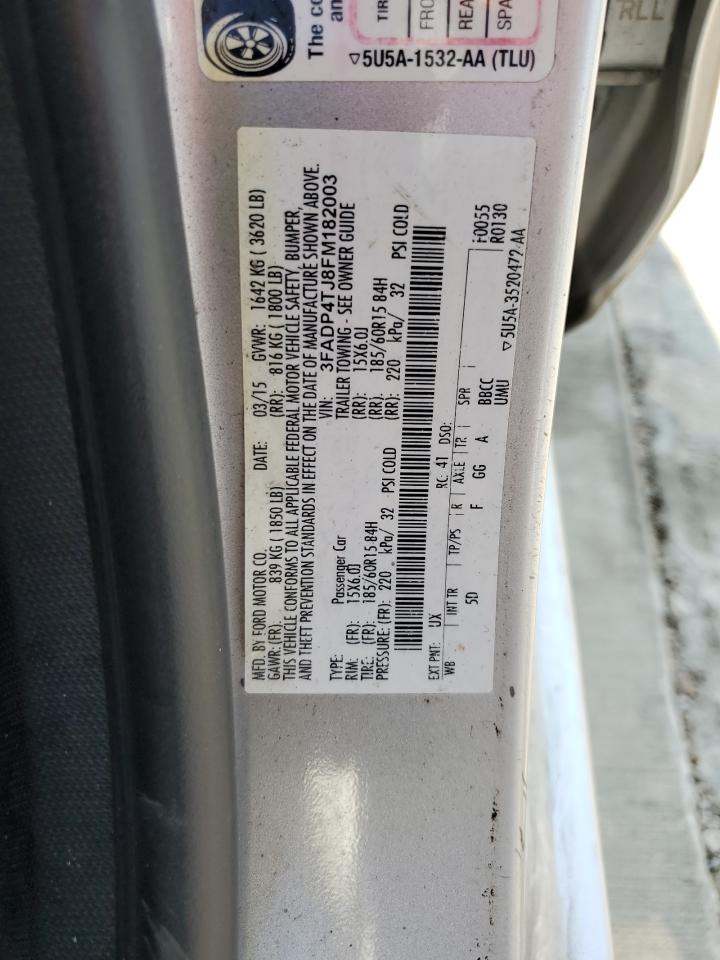 The co
an
TIR
FRO
REA
SPA
▽5U5A-1532-AA (TLU)
RLL
MFD. BY FORD MOTOR CO.
DATE: 03/15 GVWR: 1642 KG ( 3620 LB)
GAWR: (FR): 839 KG ( 1850 LB) (RR): 816 KG ( 1800 LB)
THIS VEHICLE CONFORMS TO ALL APPLICABLE FEDERAL MOTOR VEHICLE SAFETY, BUMPER,
AND THEFT PREVENTION STANDARDS IN EFFECT ON THE DATE OF MANUFACTURE SHOWN ABOVE.
VIN: 3FADP4TJ8FM182003
TYPE: Passenger Car TRAILER TOWING - SEE OWNER GUIDE
RIM: (FR): 15X6.0J (RR): 15X6.0J
TIRE: (FR): 185/60R15 84H (RR): 185/60R15 84H
PRESSURE: (FR): 220 kPa/ 32 PSI COLD (RR): 220 kPa/ 32 PSI COLD
EXT PNT: UX RC: 41 DSO: F0055
R0130
WB INT TR TP/PS R AXLE TR SPR
5D F GG A BBCC
UMU
▽5U5A-3520472-AA